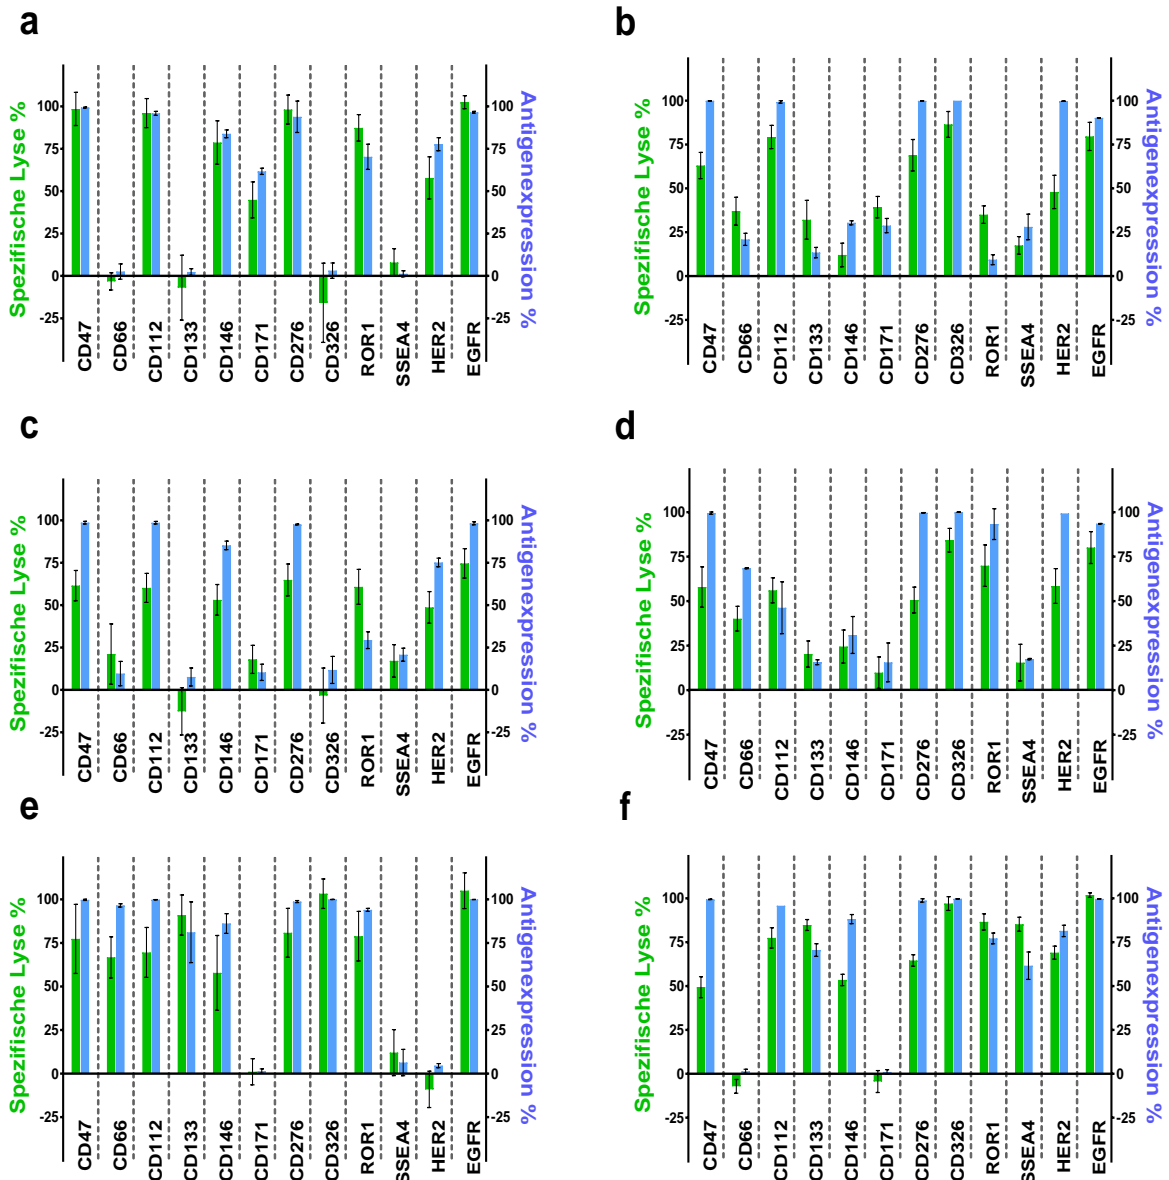 a
Spezifische Lyse %
100
75
50
25
0
-25
100
75
50
25
0
-25
Antigenexpression %
CD47
CD66
CD112
CD133
CD146
CD171
CD276
CD326
ROR1
SSEA4
HER2
EGFR
b
Spezifische Lyse %
100
75
50
25
0
-25
100
75
50
25
0
-25
Antigenexpression %
CD47
CD66
CD112
CD133
CD146
CD171
CD276
CD326
ROR1
SSEA4
HER2
EGFR
c
Spezifische Lyse %
100
75
50
25
0
-25
100
75
50
25
0
-25
Antigenexpression %
CD47
CD66
CD112
CD133
CD146
CD171
CD276
CD326
ROR1
SSEA4
HER2
EGFR
d
Spezifische Lyse %
100
75
50
25
0
-25
100
75
50
25
0
-25
Antigenexpression %
CD47
CD66
CD112
CD133
CD146
CD171
CD276
CD326
ROR1
SSEA4
HER2
EGFR
e
Spezifische Lyse %
100
75
50
25
0
-25
100
75
50
25
0
-25
Antigenexpression %
CD47
CD66
CD112
CD133
CD146
CD171
CD276
CD326
ROR1
SSEA4
HER2
EGFR
f
Spezifische Lyse %
100
75
50
25
0
-25
100
75
50
25
0
-25
Antigenexpression %
CD47
CD66
CD112
CD133
CD146
CD171
CD276
CD326
ROR1
SSEA4
HER2
EGFR